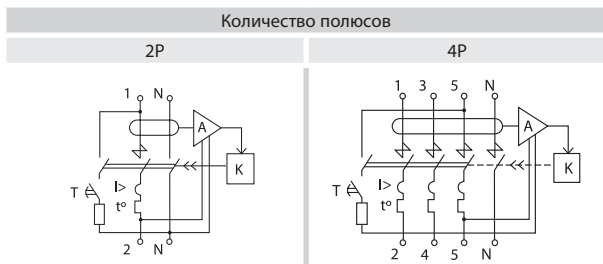 Количество полюсов
2P 4P
1 N
A
K
T I> t°
2 N
1 3 5 N
A
K
T I> t°
2 4 5 N